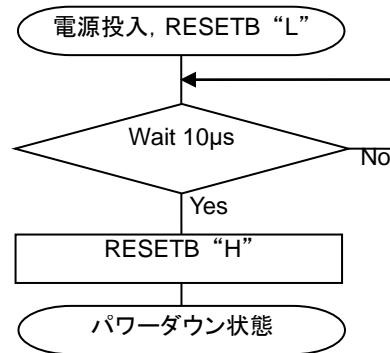 電源投入, RESETB “L”
Wait 10μs
No
Yes
RESETB “H”
パワーダウン状態